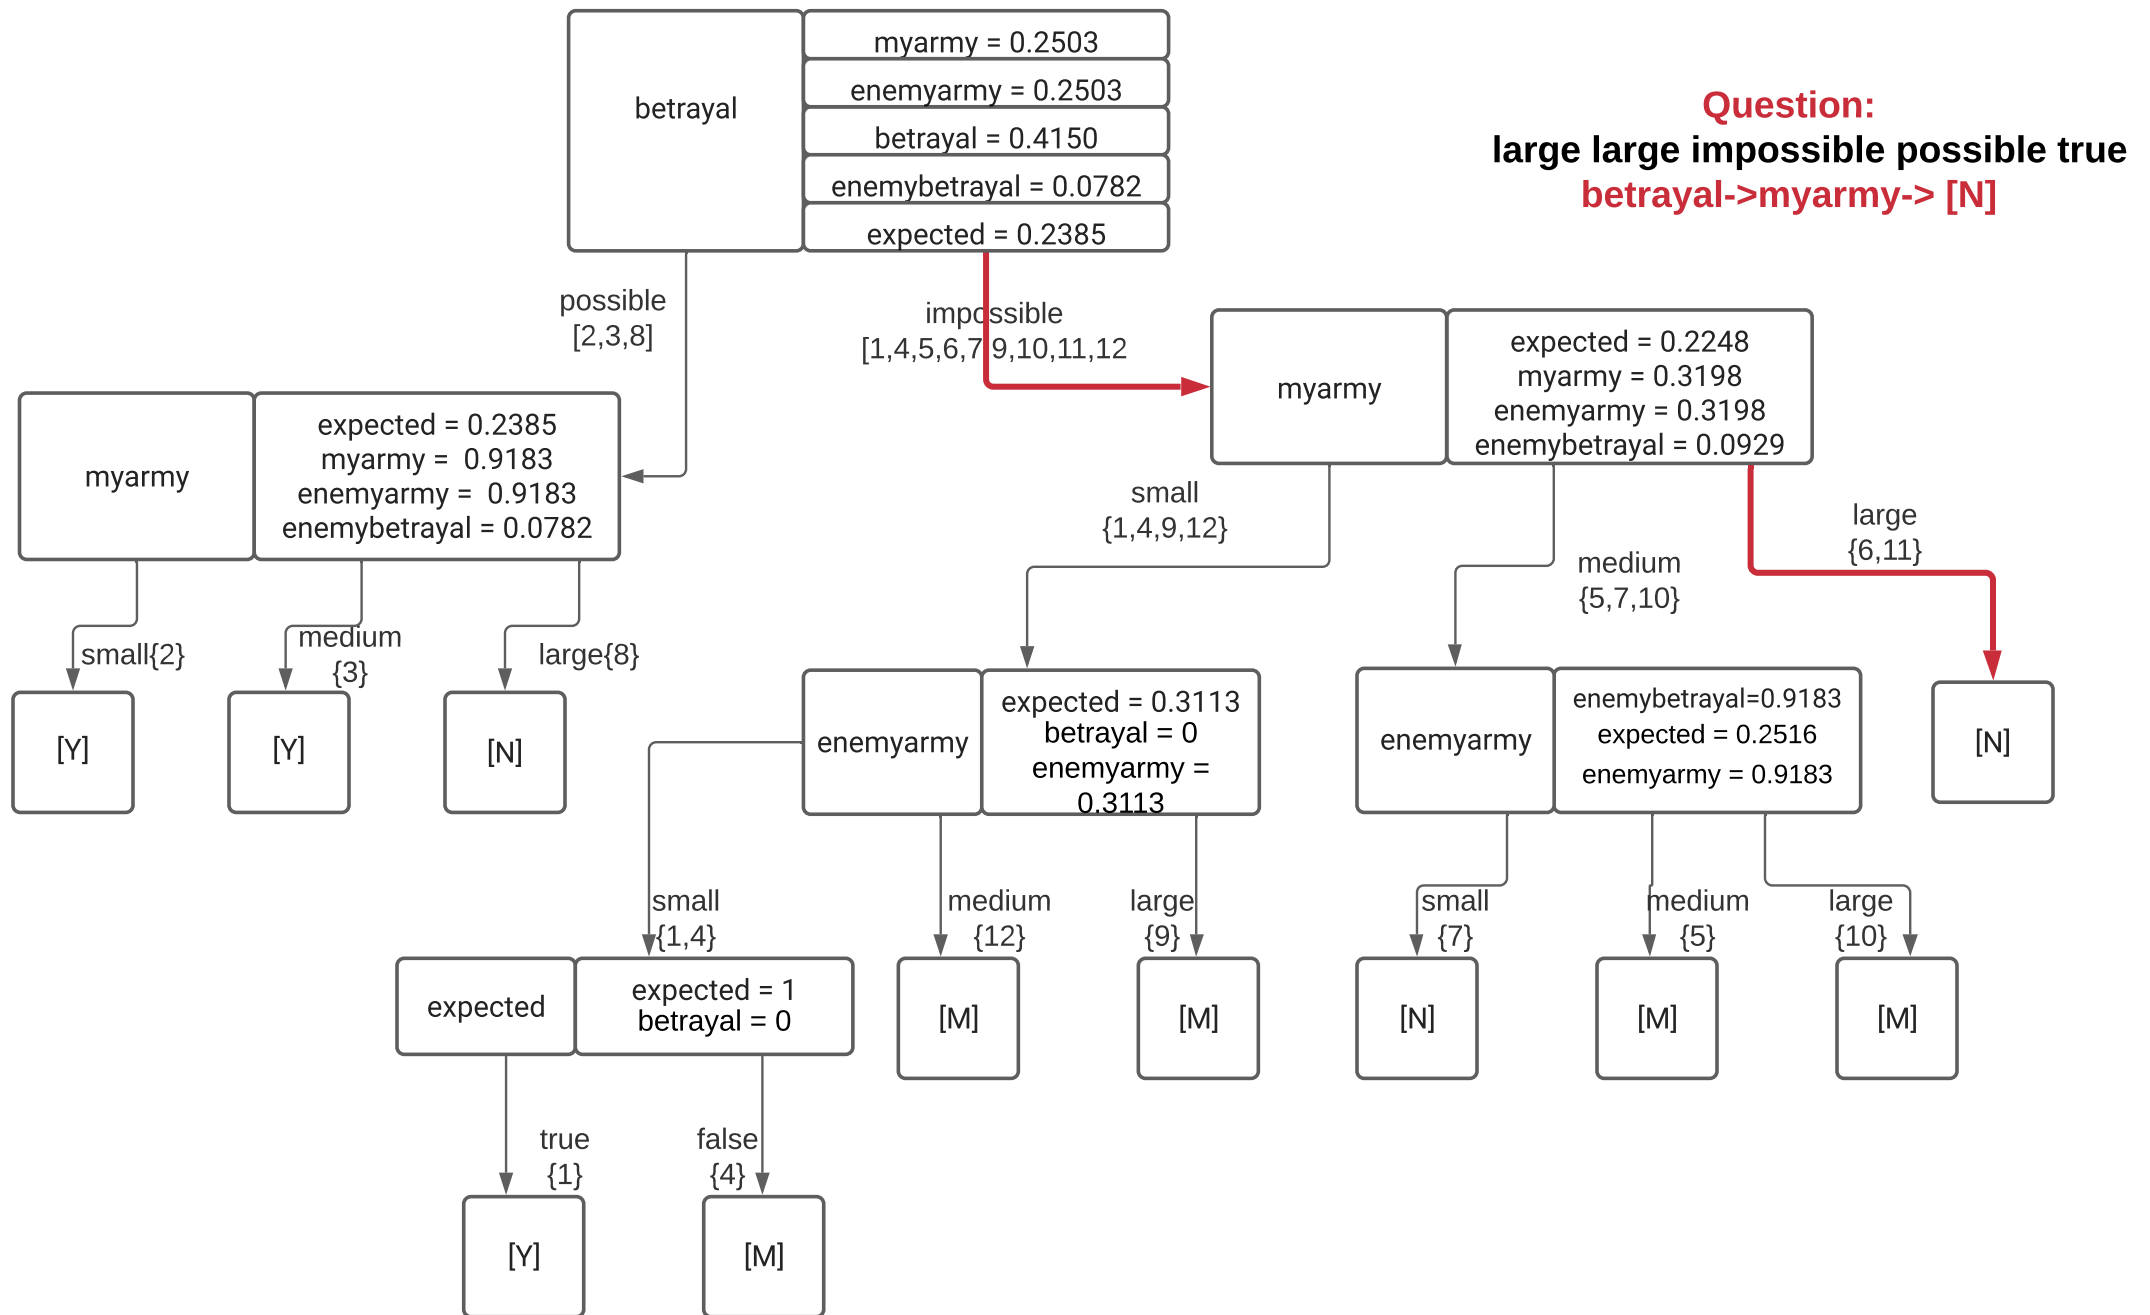 betrayal
myarmy = 0.2503
enemyarmy = 0.2503
betrayal = 0.4150
enemybetrayal = 0.0782
expected = 0.2385
Question:
large large impossible possible true
betrayal->myarmy-> [N]
possible
[2,3,8]
impossible
[1,4,5,6,7,9,10,11,12
myarmy
expected = 0.2248
myarmy = 0.3198
enemyarmy = 0.3198
enemybetrayal = 0.0929
myarmy
expected = 0.2385
myarmy = 0.9183
enemyarmy = 0.9183
enemybetrayal = 0.0782
small
{1,4,9,12}
medium
{5,7,10}
large
{6,11}
small{2}
medium
{3}
large{8}
[Y]
[Y]
[N]
enemyarmy
expected = 0.3113
betrayal = 0
enemyarmy =
0.3113
enemyarmy
enemybetrayal=0.9183
expected = 0.2516
enemyarmy = 0.9183
[N]
small
{1,4}
medium
{12}
large
{9}
small
{7}
medium
{5}
large
{10}
expected
expected = 1
betrayal = 0
[M]
[M]
[N]
[M]
[M]
true
{1}
false
{4}
[Y]
[M]